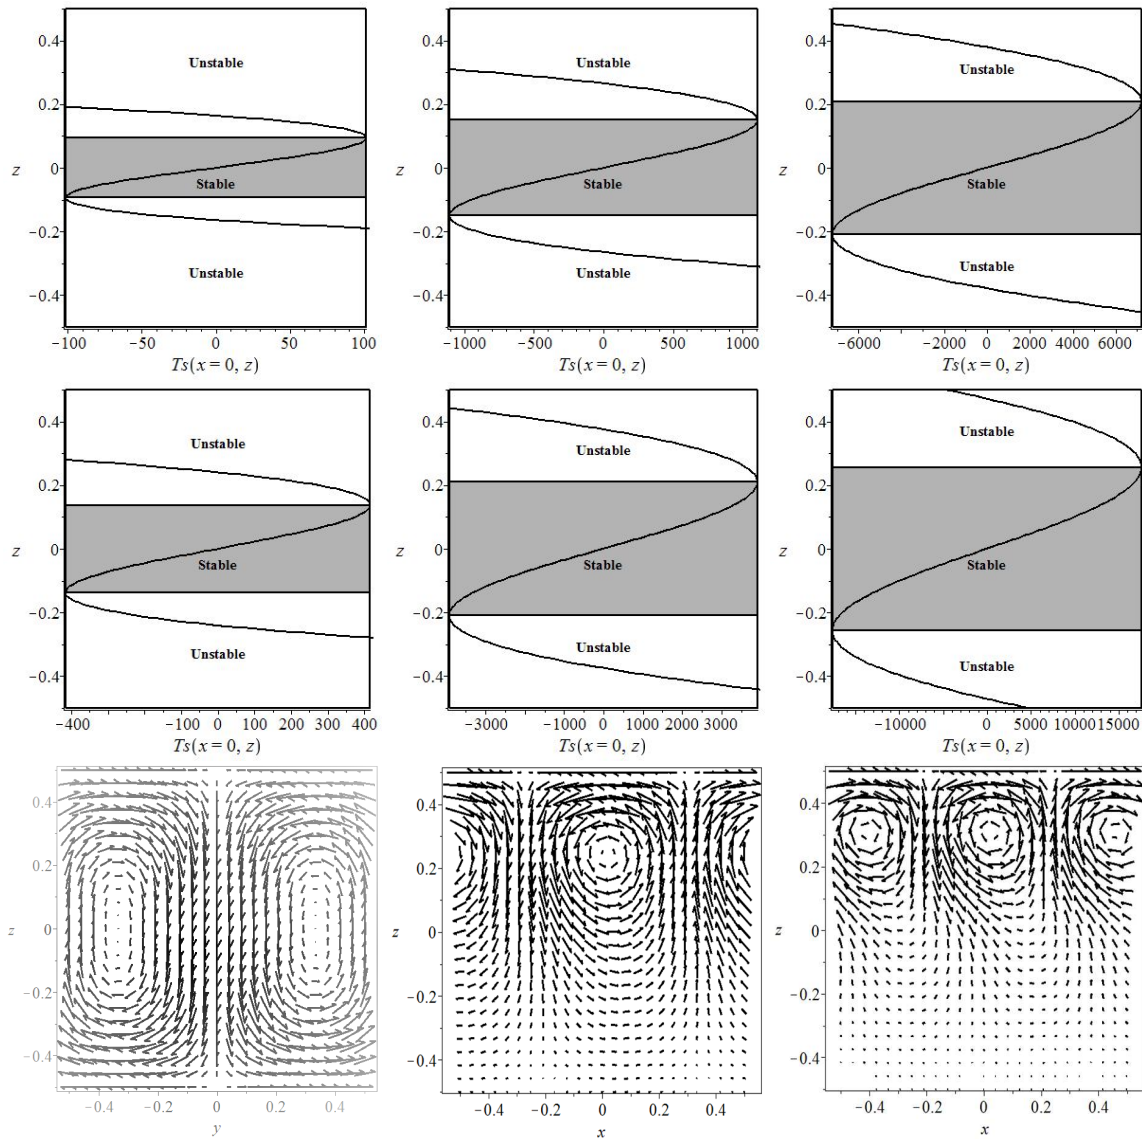 0.4
0.2
z 0
−0.2
−0.4
Unstable
Stable
Unstable
−100 −50 0 50 100
Ts(x = 0, z)
0.4
0.2
z 0
−0.2
−0.4
Unstable
Stable
Unstable
−1000 −500 0 500 1000
Ts(x = 0, z)
0.4
0.2
z 0
−0.2
−0.4
Unstable
Stable
Unstable
−6000 −4000 −2000 0 2000 4000 6000
Ts(x = 0, z)
0.4
0.2
z 0
−0.2
−0.4
Unstable
Stable
Unstable
−400 −200 0 100 200 300 400
Ts(x = 0, z)
0.4
0.2
z 0
−0.2
−0.4
Unstable
Stable
Unstable
−3000 −1000 0 1000 2000 3000
Ts(x = 0, z)
0.4
0.2
z 0
−0.2
−0.4
Unstable
Stable
Unstable
−10000 0 5000 10000 15000
Ts(x = 0, z)
0.4
0.2
z 0
−0.2
−0.4
−0.4 −0.2 0 0.2 0.4
y
0.4
0.2
z 0
−0.2
−0.4
−0.4 −0.2 0 0.2 0.4
x
0.4
0.2
z 0
−0.2
−0.4
−0.4 −0.2 0 0.2 0.4
x